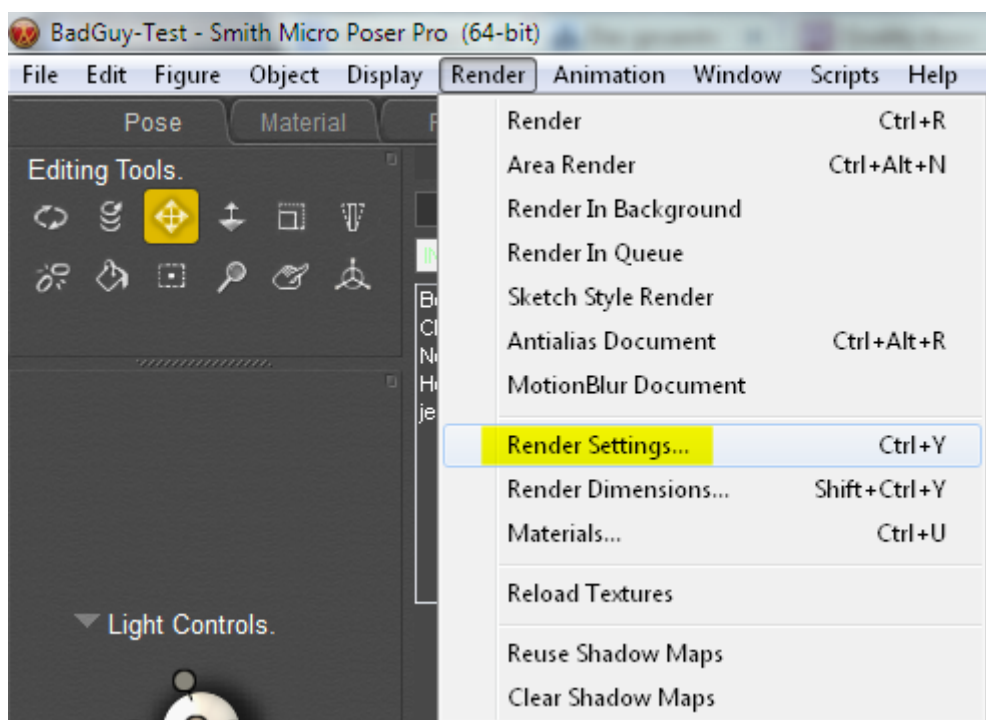 BadGuy-Test - Smith Micro Poser Pro (64-bit)
File Edit Figure Object Display Render Animation Window Scripts Help
Pose Material
Editing Tools.
Render Ctrl+R
Area Render Ctrl+Alt+N
Render In Background
Render In Queue
Sketch Style Render
Antialias Document Ctrl+Alt+R
MotionBlur Document
Render Settings... Ctrl+Y
Render Dimensions... Shift+Ctrl+Y
Materials... Ctrl+U
Reload Textures
Reuse Shadow Maps
Clear Shadow Maps
Light Controls.